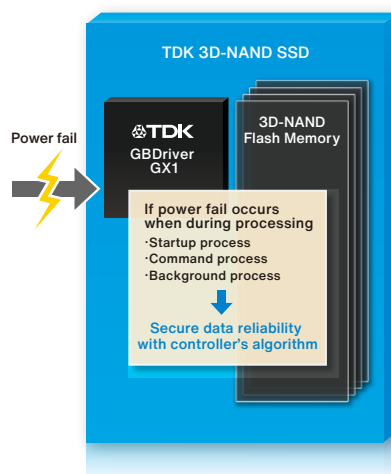 TDK 3D-NAND SSD
TDK
GBDriver
GX1
3D-NAND
Flash Memory
Power fail
If power fail occurs
when during processing
·Startup process
·Command process
·Background process
Secure data reliability
with controller's algorithm